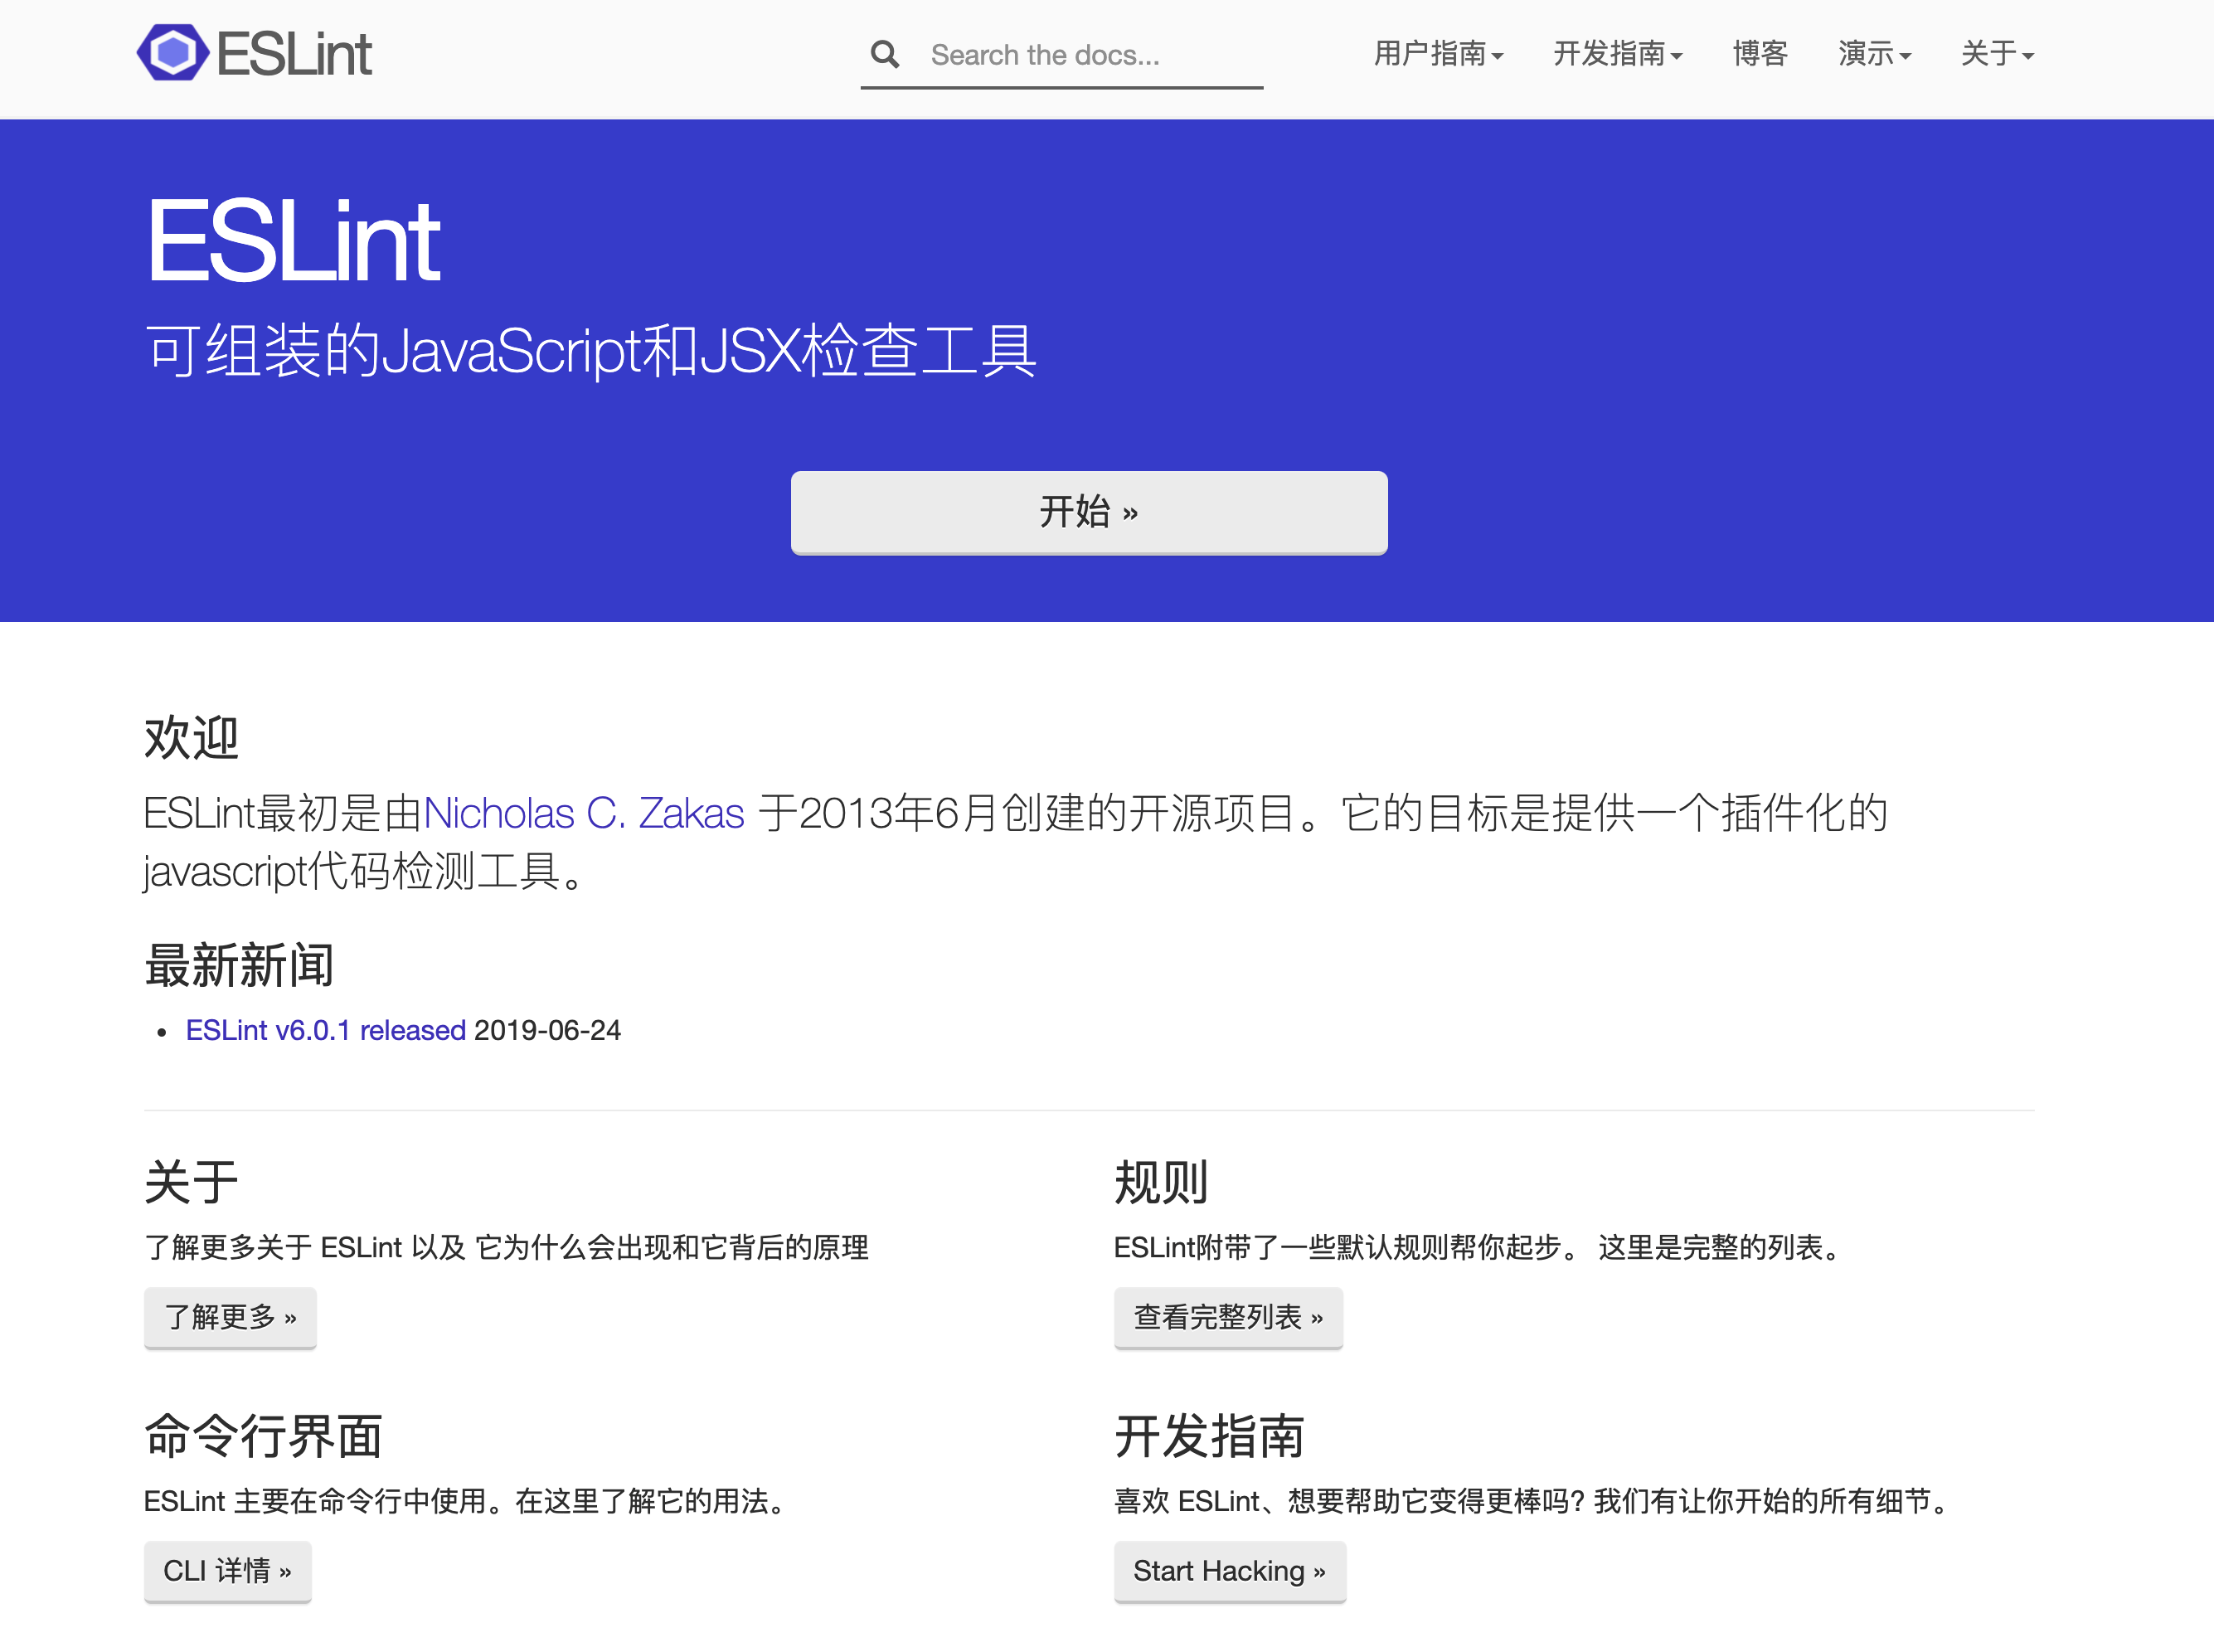 ESLint
Search the docs...
用户指南
开发指南
博客
演示
关于
ESLint
可组装的JavaScript和JSX检查工具
开始 »
欢迎
ESLint最初是由Nicholas C. Zakas 于2013年6月创建的开源项目。它的目标是提供一个插件化的
javascript代码检测工具。
最新新闻
• ESLint v6.0.1 released 2019-06-24
关于
了解更多关于 ESLint 以及 它为什么会出现和它背后的原理
了解更多 »
规则
ESLint附带了一些默认规则帮你起步。 这里是完整的列表。
查看完整列表 »
命令行界面
ESLint 主要在命令行中使用。在这里了解它的用法。
CLI 详情 »
开发指南
喜欢 ESLint、想要帮助它变得更棒吗? 我们有让你开始的所有细节。
Start Hacking »